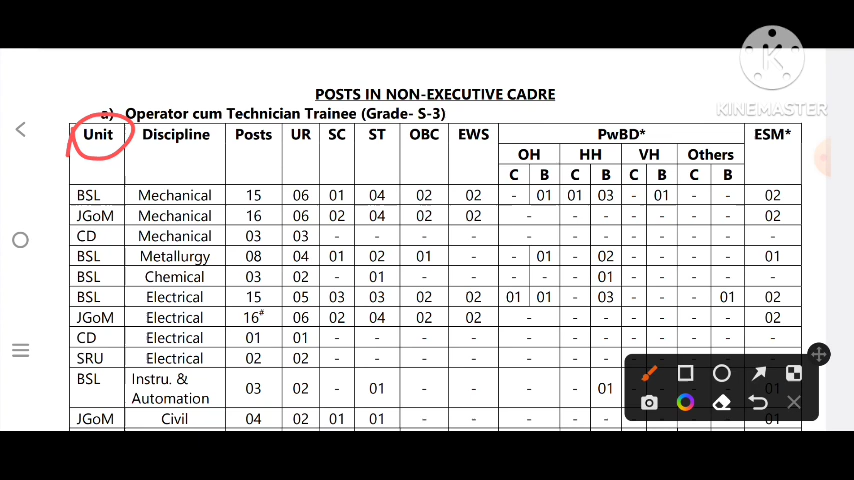 K
KINEMASTER
POSTS IN NON-EXECUTIVE CADRE
a) Operator cum Technician Trainee (Grade- S-3)
Unit Discipline Posts UR SC ST OBC EWS PwBD* ESM*
OH HH VH Others
C B C B C B C B
BSL Mechanical 15 06 01 04 02 02 - 01 01 03 - 01 - - 02
JGoM Mechanical 16 06 02 04 02 02 - - - - 02
CD Mechanical 03 03 - - - - - - - - -
BSL Metallurgy 08 04 01 02 01 - - 01 - 02 - - - - 01
BSL Chemical 03 02 - 01 - - - - - 01 - - - - -
BSL Electrical 15 05 03 03 02 02 01 01 - 03 - - - 01 02
JGoM Electrical 16# 06 02 04 02 02 - - - - 02
CD Electrical 01 01 - - - - - - - - -
SRU Electrical 02 02 - - - - - -
BSL Instru. & Automation 03 02 - 01 - - - - - 01 01
JGoM Civil 04 02 01 01 - - - - - - 01